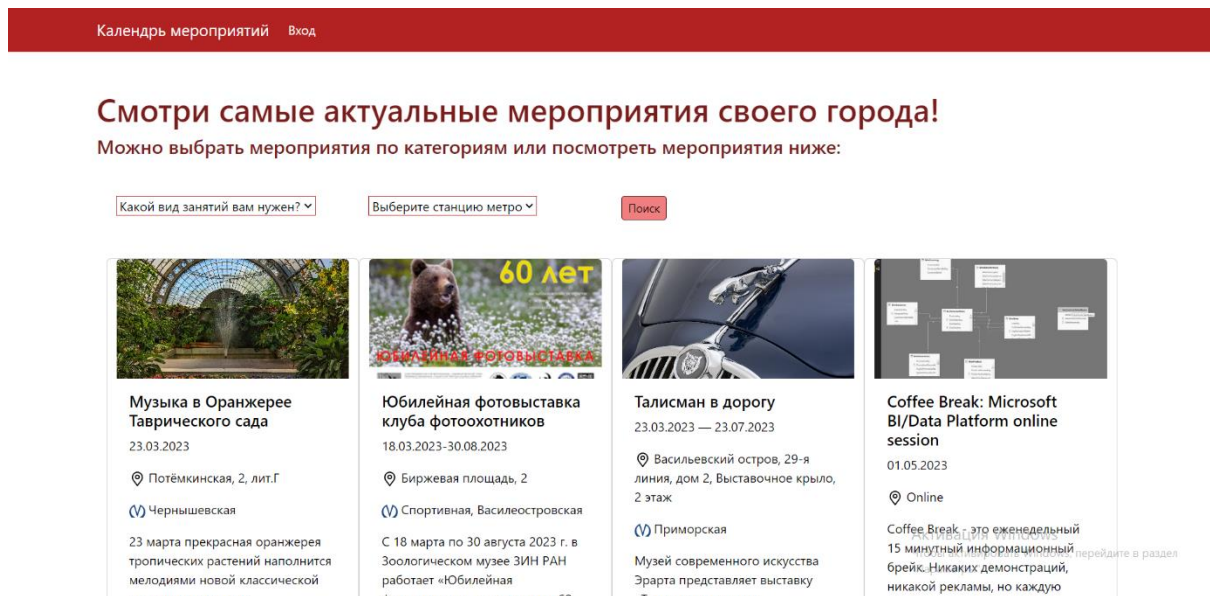 Календрь мероприятий Вход
Смотри самые актуальные мероприятия своего города!
Можно выбрать мероприятия по категориям или посмотреть мероприятия ниже:
Какой вид занятий вам нужен?
Выберите станцию метро
Поиск
60 лет
ЮБИЛЕЙНАЯ ФОТОВЫСТАВКА
Музыка в Оранжерее
Таврического сада
23.03.2023
Потёмкинская, 2, лит.Г
Чернышевская
23 марта прекрасная оранжерея
тропических растений наполнится
мелодиями новой классической
Юбилейная фотовыставка
клуба фотоохотников
18.03.2023-30.08.2023
Биржевая площадь, 2
Спортивная, Василеостровская
С 18 марта по 30 августа 2023 г. в
Зоологическом музее ЗИН РАН
работает «Юбилейная
Талисман в дорогу
23.03.2023 — 23.07.2023
Васильевский остров, 29-я
линия, дом 2, Выставочное крыло,
2 этаж
Приморская
Музей современного искусства
Эрарта представляет выставку
Coffee Break: Microsoft
BI/Data Platform online
session
01.05.2023
Online
Coffee Break - это еженедельный
15 минутный информационный
брейк. Никаких демонстраций,
никакой рекламы, но каждую
Активация Windows
Чтобы активировать Windows, перейдите в раздел